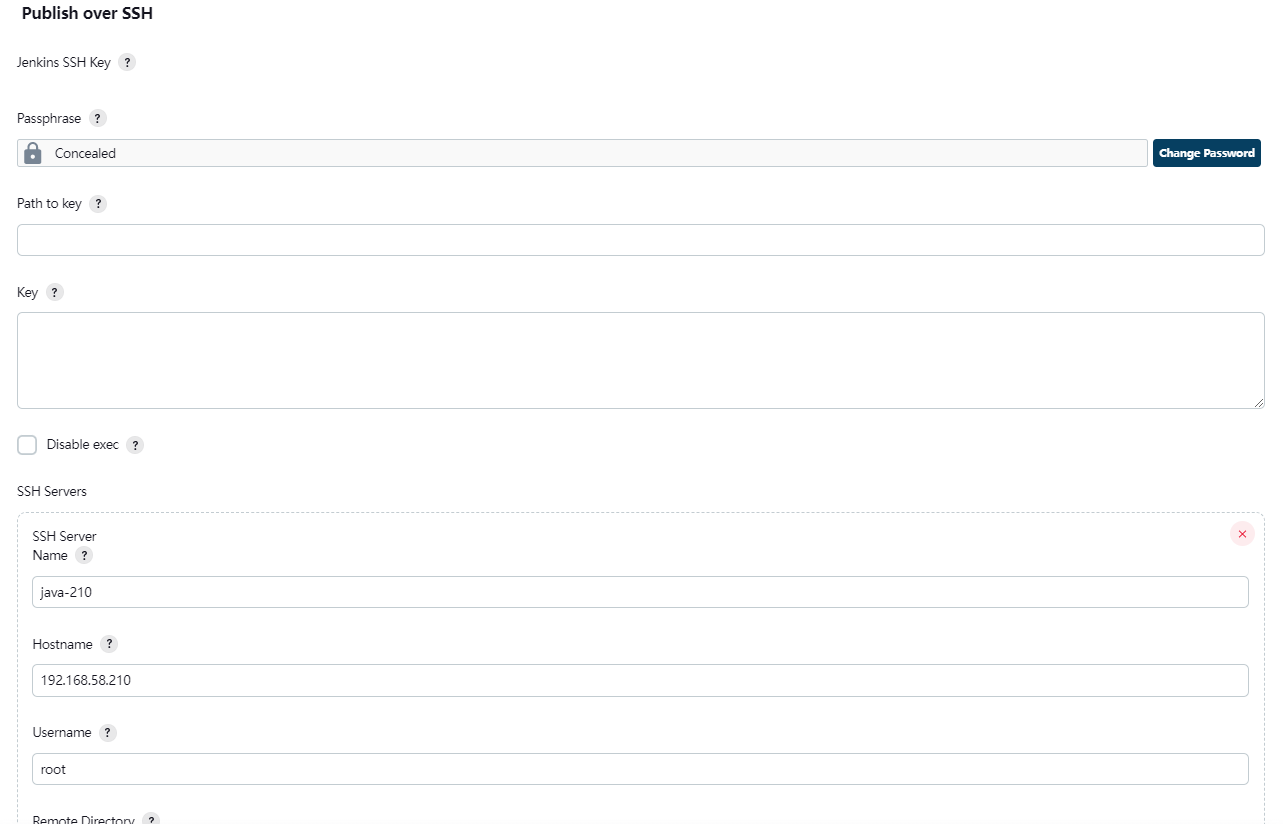 Publish over SSH
Jenkins SSH Key ?
Passphrase ?
Concealed
Change Password
Path to key ?
Key ?
Disable exec ?
SSH Servers
SSH Server
Name ?
java-210
Hostname ?
192.168.58.210
Username ?
root
Remote Directory ?